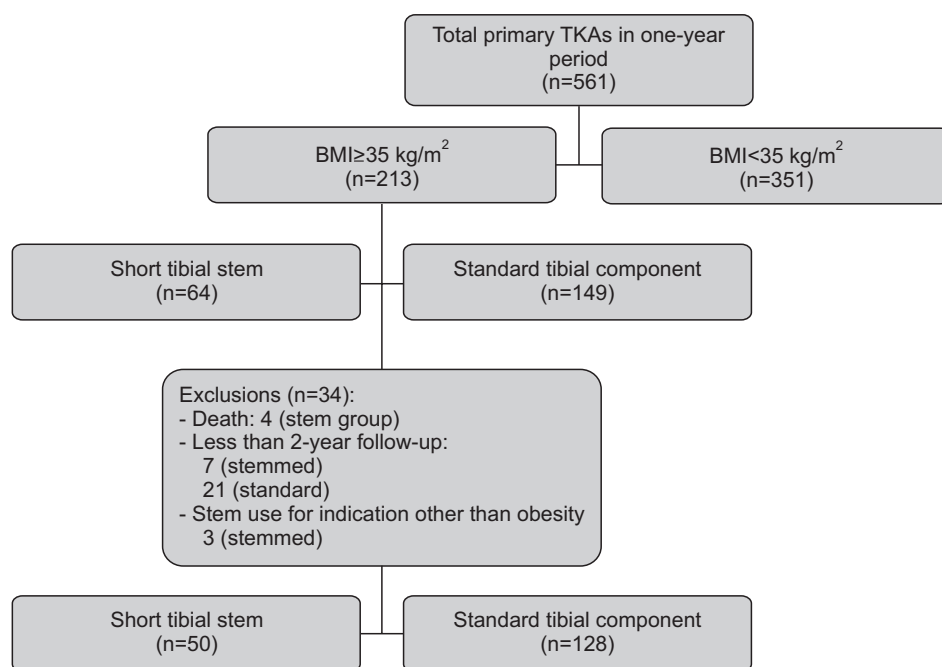 Total primary TKAs in one-year
period
(n=561)
BMI≥35 kg/m²
(n=213)
BMI<35 kg/m²
(n=351)
Short tibial stem
(n=64)
Standard tibial component
(n=149)
Exclusions (n=34):
- Death: 4 (stem group)
- Less than 2-year follow-up:
7 (stemmed)
21 (standard)
- Stem use for indication other than obesity
3 (stemmed)
Short tibial stem
(n=50)
Standard tibial component
(n=128)